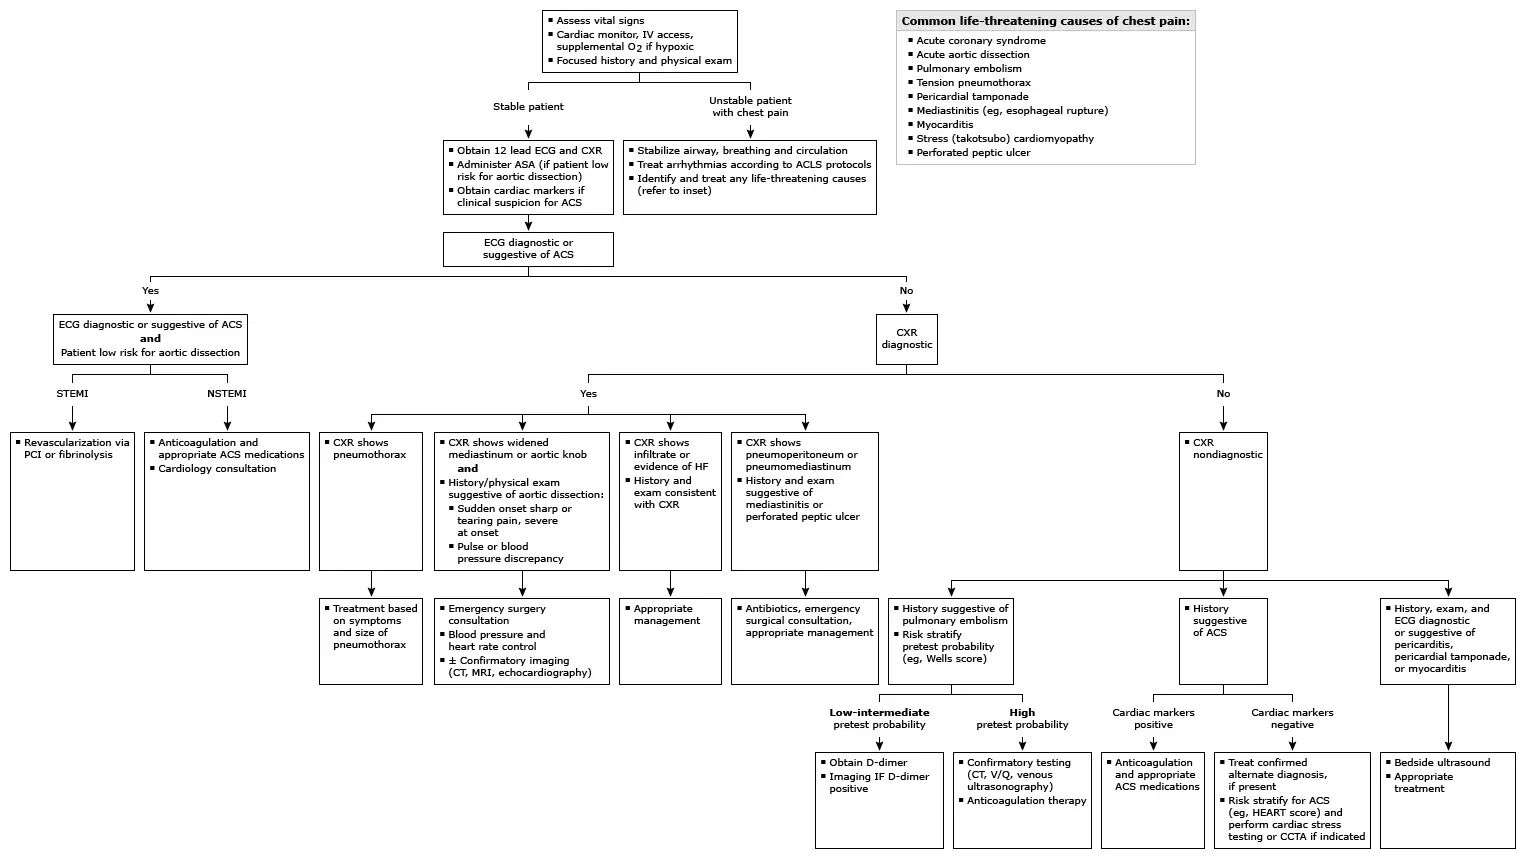 ▪ Assess vital signs
▪ Cardiac monitor, IV access,
supplemental O2 if hypoxic
▪ Focused history and physical exam
Common life-threatening causes of chest pain:
▪ Acute coronary syndrome
▪ Acute aortic dissection
▪ Pulmonary embolism
▪ Tension pneumothorax
▪ Pericardial tamponade
▪ Mediastinitis (eg, esophageal rupture)
▪ Myocarditis
▪ Stress (takotsubo) cardiomyopathy
▪ Perforated peptic ulcer
Stable patient
Unstable patient
with chest pain
▪ Obtain 12 lead ECG and CXR
▪ Administer ASA (if patient low
risk for aortic dissection)
▪ Obtain cardiac markers if
clinical suspicion for ACS
▪ Stabilize airway, breathing and circulation
▪ Treat arrhythmias according to ACLS protocols
▪ Identify and treat any life-threatening causes
(refer to inset)
ECG diagnostic or
suggestive of ACS
Yes
No
ECG diagnostic or suggestive of ACS
and
Patient low risk for aortic dissection
CXR
diagnostic
STEMI
NSTEMI
Yes
No
▪ Revascularization via
PCI or fibrinolysis
▪ Anticoagulation and
appropriate ACS medications
▪ Cardiology consultation
▪ CXR shows
pneumothorax
▪ CXR shows widened
mediastinum or aortic knob
and
▪ History/physical exam
suggestive of aortic dissection:
▪ Sudden onset sharp or
tearing pain, severe
at onset
▪ Pulse or blood
pressure discrepancy
▪ CXR shows
infiltrate or
evidence of HF
▪ History and
exam consistent
with CXR
▪ CXR shows
pneumoperitoneum or
pneumomediastinum
▪ History and exam
suggestive of
mediastinitis or
perforated peptic ulcer
▪ CXR
nondiagnostic
▪ Treatment based
on symptoms
and size of
pneumothorax
▪ Emergency surgery
consultation
▪ Blood pressure and
heart rate control
▪ ± Confirmatory imaging
(CT, MRI, echocardiography)
▪ Appropriate
management
▪ Antibiotics, emergency
surgical consultation,
appropriate management
▪ History suggestive of
pulmonary embolism
▪ Risk stratify
pretest probability
(eg, Wells score)
▪ History
suggestive
of ACS
▪ History, exam, and
ECG diagnostic
or suggestive of
pericarditis,
pericardial tamponade,
or myocarditis
Low-intermediate
pretest probability
High
pretest probability
Cardiac markers
positive
Cardiac markers
negative
▪ Obtain D-dimer
▪ Imaging IF D-dimer
positive
▪ Confirmatory testing
(CT, V/Q, venous
ultrasonography)
▪ Anticoagulation therapy
▪ Anticoagulation
and appropriate
ACS medications
▪ Treat confirmed
alternate diagnosis,
if present
▪ Risk stratify for ACS
(eg, HEART score) and
perform cardiac stress
testing or CCTA if indicated
▪ Bedside ultrasound
▪ Appropriate
treatment